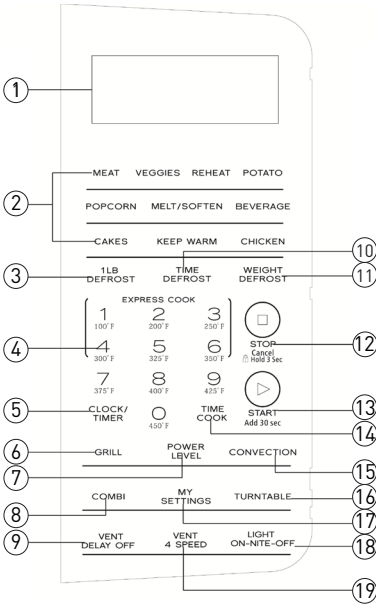 1
MEAT VEGGIES REHEAT POTATO
2
POPCORN MELT/SOFTEN BEVERAGE
CAKES KEEP WARM CHICKEN
10
3
1LB DEFROST
TIME DEFROST
WEIGHT DEFROST
11
EXPRESS COOK
1 2 3
100°F 200°F 250°F
4
4 5 6
300°F 325°F 350°F
STOP
Cancel
Hold 3 Sec
12
7 8 9
375°F 400°F 425°F
13
5
CLOCK/
TIMER
0
450°F
TIME
COOK
START
Add 30 sec
14
6
GRILL
POWER
LEVEL
CONVECTION
7
15
8
COMBI
MY
SETTINGS
TURNTABLE
16
17
9
VENT
DELAY OFF
VENT
4 SPEED
LIGHT
ON-NITE-OFF
18
19